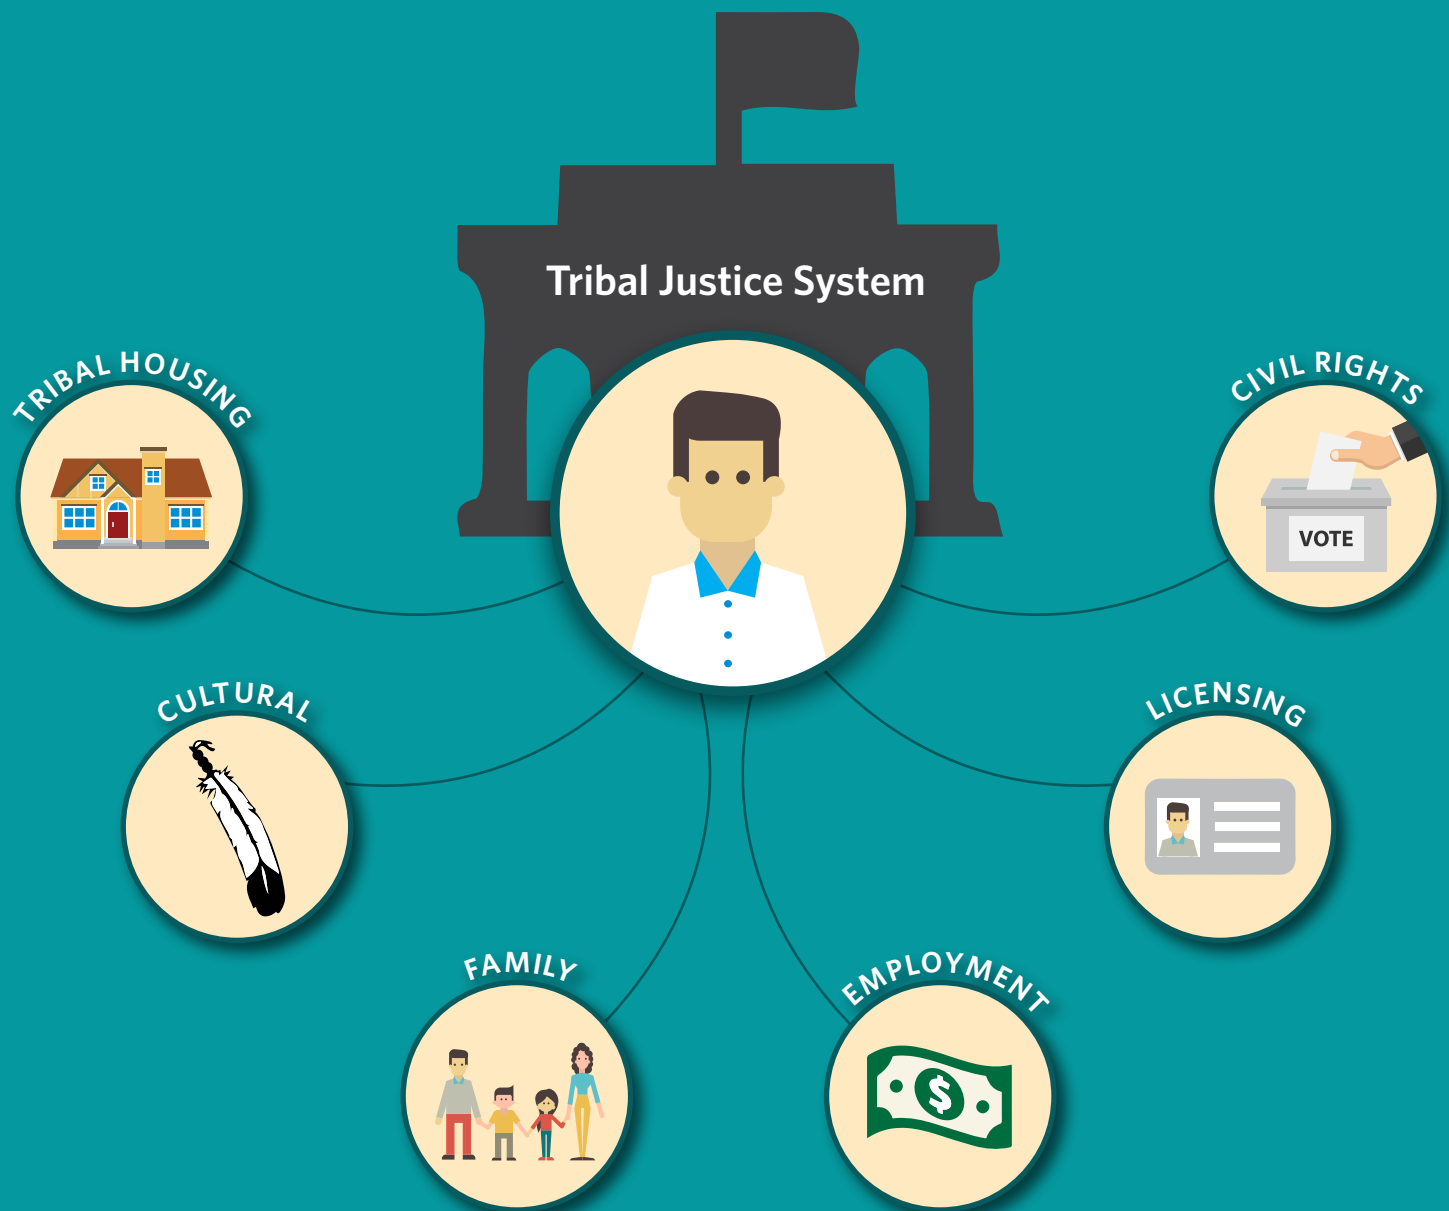 Tribal Justice System
TRIBAL HOUSING
CIVIL RIGHTS
VOTE
CULTURAL
LICENSING
FAMILY
EMPLOYMENT
$